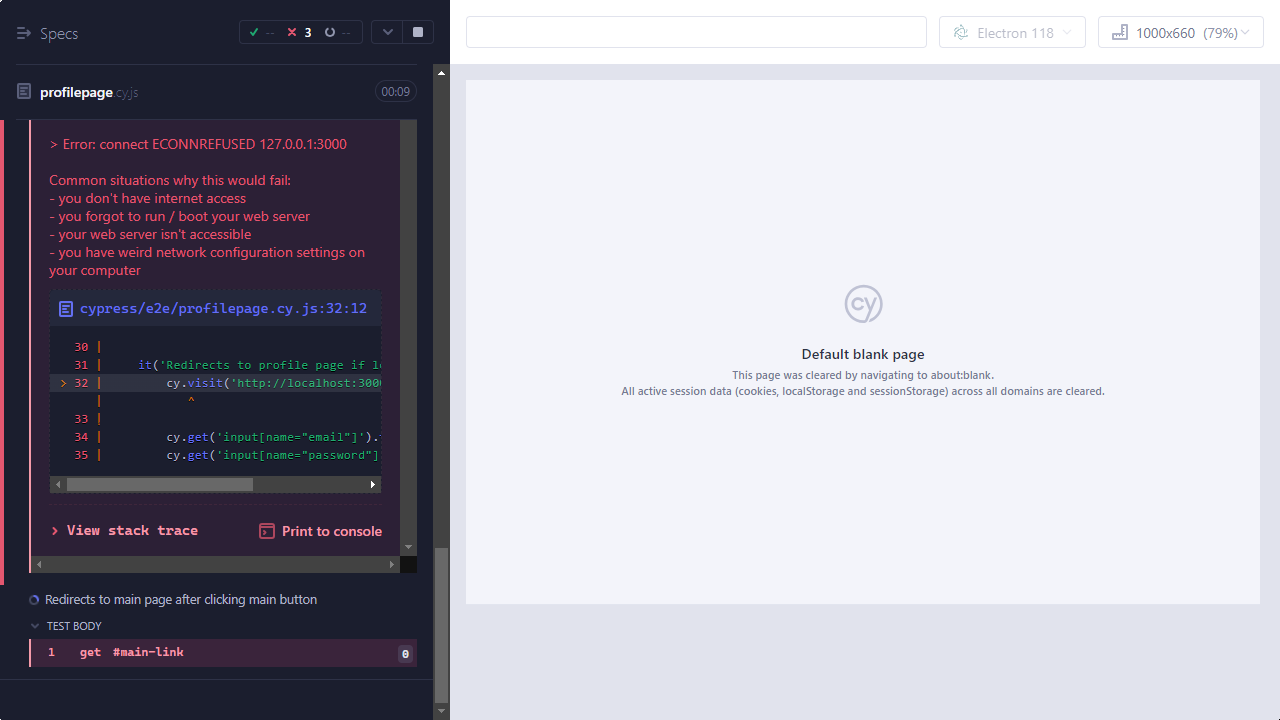 Specs
-- 3 --
Electron 118
1000x660 (79%)
profilepage.cy.js
00:09
> Error: connect ECONNREFUSED 127.0.0.1:3000
Common situations why this would fail:
- you don't have internet access
- you forgot to run / boot your web server
- your web server isn't accessible
- you have weird network configuration settings on
your computer
cypress/e2e/profilepage.cy.js:32:12
30 |
31 | it('Redirects to profile page if
> 32 | cy.visit('http://localhost:300
| ^
33 |
34 | cy.get('input[name="email"]').
35 | cy.get('input[name="password"]
View stack trace
Print to console
Redirects to main page after clicking main button
TEST BODY
1 get #main-link 0
cy
Default blank page
This page was cleared by navigating to about:blank.
All active session data (cookies, localStorage and sessionStorage) across all domains are cleared.